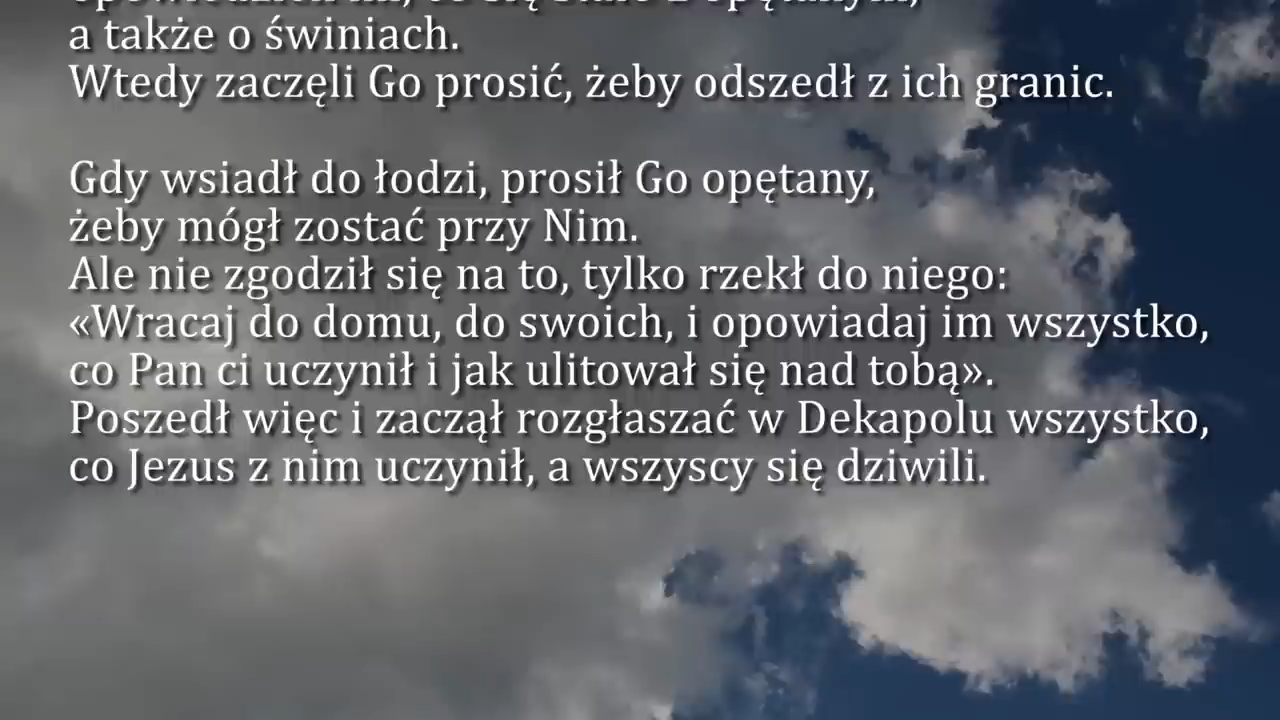 a także o świniach.
Wtedy zaczęli Go prosić, żeby odszedł z ich granic.
Gdy wsiadł do łodzi, prosił Go opętany,
żeby mógł zostać przy Nim.
Ale nie zgodził się na to, tylko rzekł do niego:
«Wracaj do domu, do swoich, i opowiadaj im wszystko,
co Pan ci uczynił i jak ulitował się nad tobą».
Poszedł więc i zaczął rozgłaszać w Dekapolu wszystko,
co Jezus z nim uczynił, a wszyscy się dziwili.